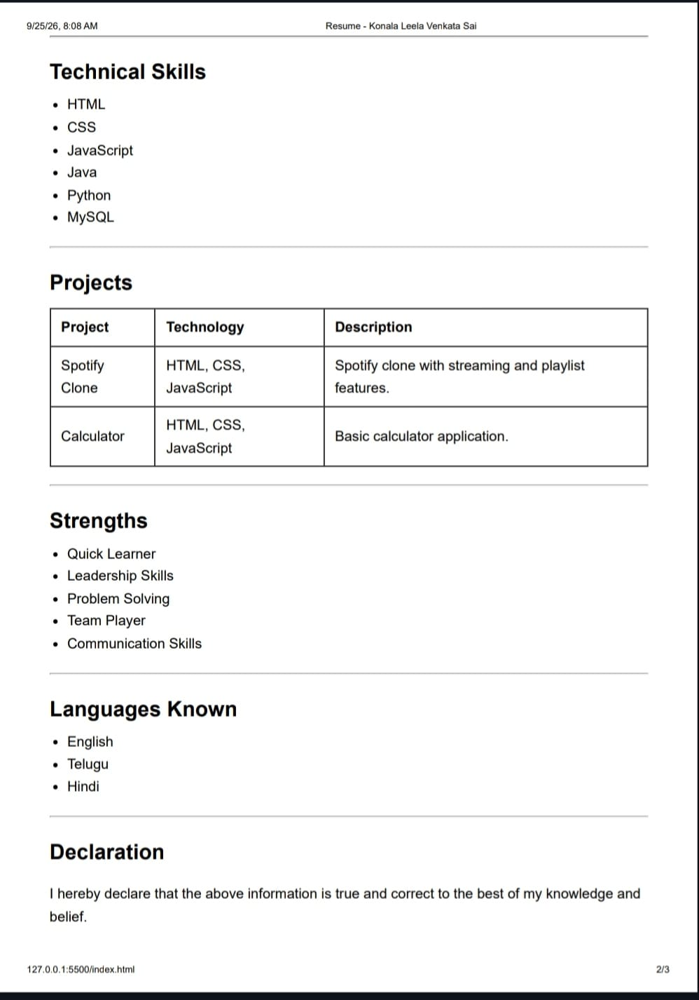 9/25/26, 8:08 AM
Resume - Konala Leela Venkata Sai
Technical Skills
• HTML
• CSS
• JavaScript
• Java
• Python
• MySQL
Projects
Project Technology Description
Spotify Clone
HTML, CSS, JavaScript
Spotify clone with streaming and playlist
features.
Calculator
HTML, CSS, JavaScript
Basic calculator application.
Strengths
• Quick Learner
• Leadership Skills
• Problem Solving
• Team Player
• Communication Skills
Languages Known
• English
• Telugu
• Hindi
Declaration
I hereby declare that the above information is true and correct to the best of my knowledge and
belief.
127.0.0.1:5500/index.html
2/3